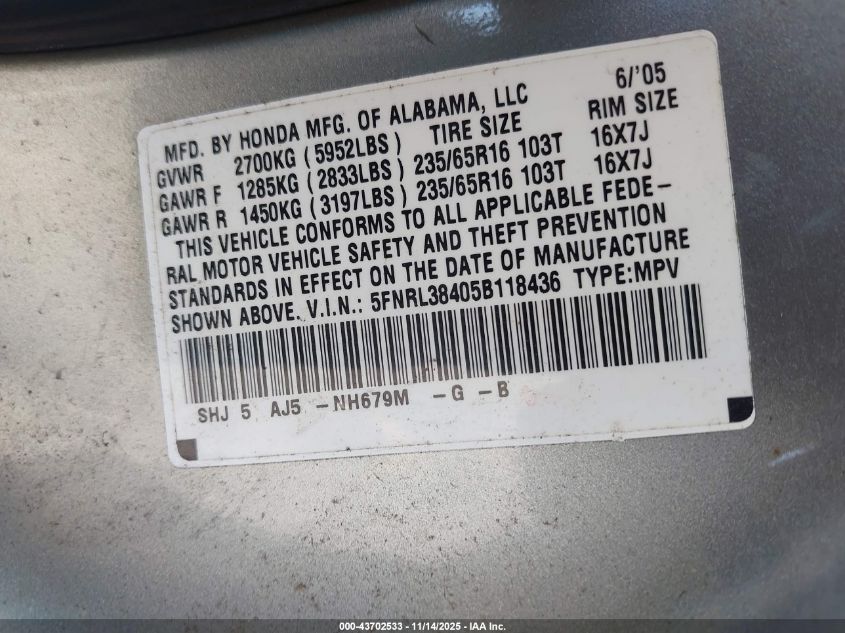 6/'05
MFD. BY HONDA MFG. OF ALABAMA, LLC
GVWR 2700KG (5952LBS) TIRE SIZE RIM SIZE
GAWR F 1285KG (2833LBS) 235/65R16 103T 16X7J
GAWR R 1450KG (3197LBS) 235/65R16 103T 16X7J
THIS VEHICLE CONFORMS TO ALL APPLICABLE FEDE-
RAL MOTOR VEHICLE SAFETY AND THEFT PREVENTION
STANDARDS IN EFFECT ON THE DATE OF MANUFACTURE
SHOWN ABOVE. V.I.N.: 5FNRL38405B118436 TYPE:MPV
SHJ 5 AJ5 -NH679M -G -B
000-43702533 - 11/14/2025 - IAA Inc.